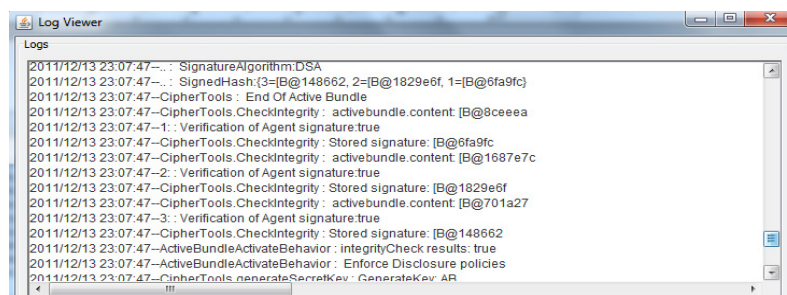 Log Viewer
Logs
2011/12/13 23:07:47--.. :  SignatureAlgorithm:DSA
2011/12/13 23:07:47--.. :  SignedHash:{3=[B@148662, 2=[B@1829e6f, 1=[B@6fa9fc}
2011/12/13 23:07:47--CipherTools :  End Of Active Bundle
2011/12/13 23:07:47--CipherTools.CheckIntegrity :  activebundle.content: [B@8ceeea
2011/12/13 23:07:47--1: : Verification of Agent signature:true
2011/12/13 23:07:47--CipherTools.CheckIntegrity : Stored signature: [B@6fa9fc
2011/12/13 23:07:47--CipherTools.CheckIntegrity :  activebundle.content: [B@1687e7c
2011/12/13 23:07:47--2: : Verification of Agent signature:true
2011/12/13 23:07:47--CipherTools.CheckIntegrity : Stored signature: [B@1829e6f
2011/12/13 23:07:47--CipherTools.CheckIntegrity :  activebundle.content: [B@701a27
2011/12/13 23:07:47--3: : Verification of Agent signature:true
2011/12/13 23:07:47--CipherTools.CheckIntegrity : Stored signature: [B@148662
2011/12/13 23:07:47--ActiveBundleActivateBehavior : integrityCheck results: true
2011/12/13 23:07:47--ActiveBundleActivateBehavior :  Enforce Disclosure policies
2011/12/13 23:07:47--CipherTools.generateSecretKey : GenerateKey: AB